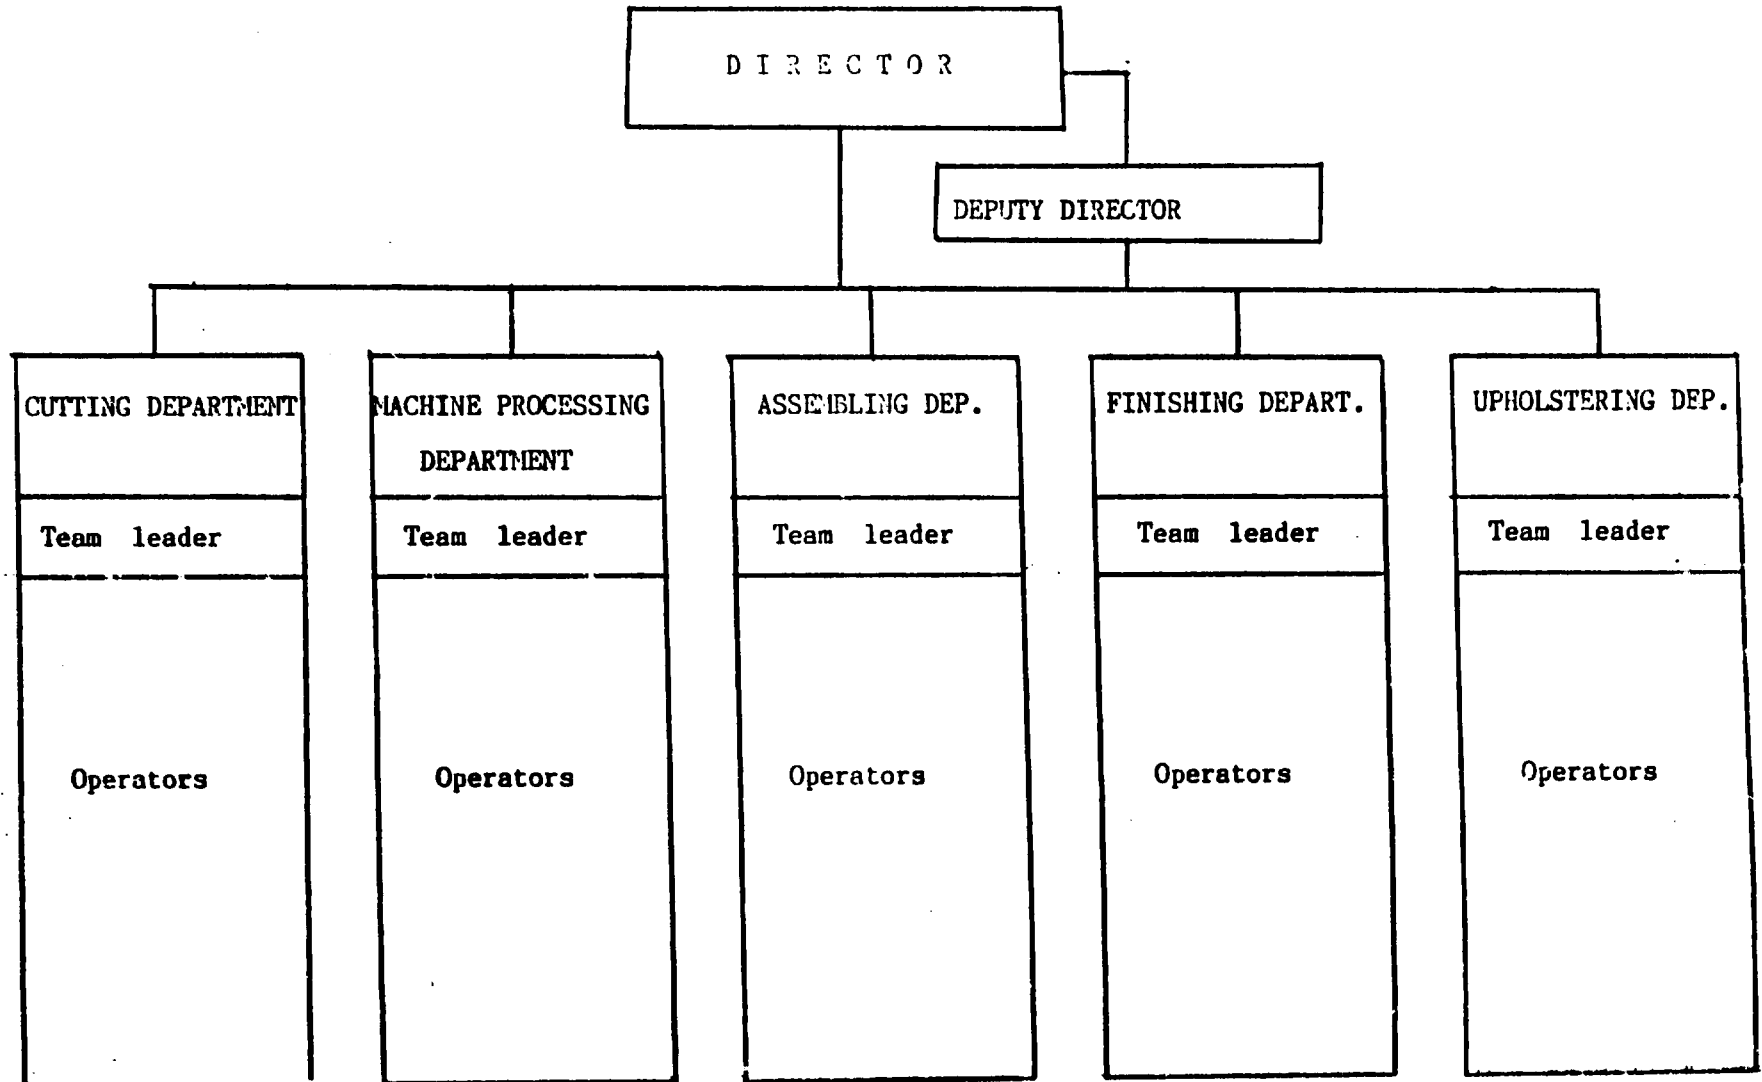 DIRECTOR
DEPUTY DIRECTOR
CUTTING DEPARTMENT
MACHINE PROCESSING
DEPARTMENT
ASSEMBLING DEP.
FINISHING DEPART.
UPHOLSTERING DEP.
Team leader
Team leader
Team leader
Team leader
Team leader
Operators
Operators
Operators
Operators
Operators